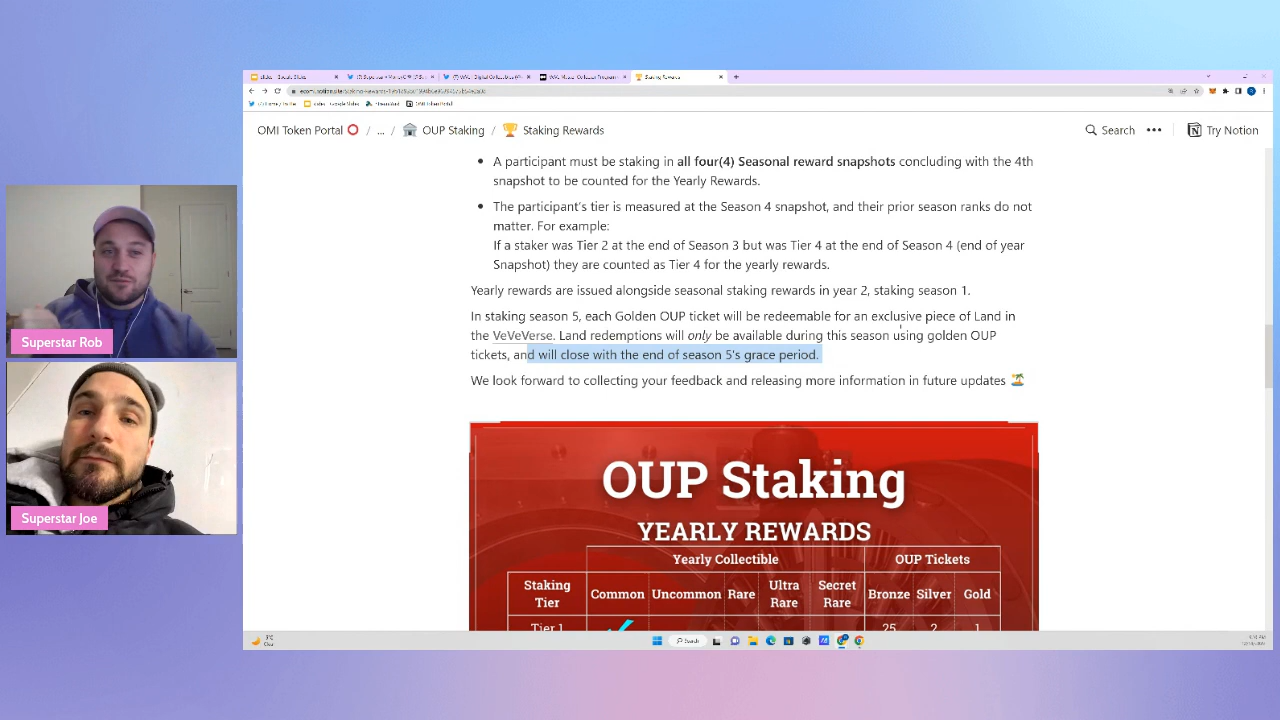 Staking Rewards
OMI Token Portal / ... / OUP Staking / Staking Rewards
Search ••• Try Notion
• A participant must be staking in all four(4) Seasonal reward snapshots concluding with the 4th
snapshot to be counted for the Yearly Rewards.
• The participant's tier is measured at the Season 4 snapshot, and their prior season ranks do not
matter. For example:
If a staker was Tier 2 at the end of Season 3 but was Tier 4 at the end of Season 4 (end of year
Snapshot) they are counted as Tier 4 for the yearly rewards.
Yearly rewards are issued alongside seasonal staking rewards in year 2, staking season 1.
In staking season 5, each Golden OUP ticket will be redeemable for an exclusive piece of Land in
the VeVeVerse. Land redemptions will only be available during this season using golden OUP
tickets, and will close with the end of season 5's grace period.
We look forward to collecting your feedback and releasing more information in future updates 🏝️
OUP Staking
YEARLY REWARDS
Yearly Collectible OUP Tickets
Staking Tier Common Uncommon Rare Ultra Rare Secret Rare Bronze Silver Gold
Tier 1 25 2 1
Superstar Rob
Superstar Joe
Search